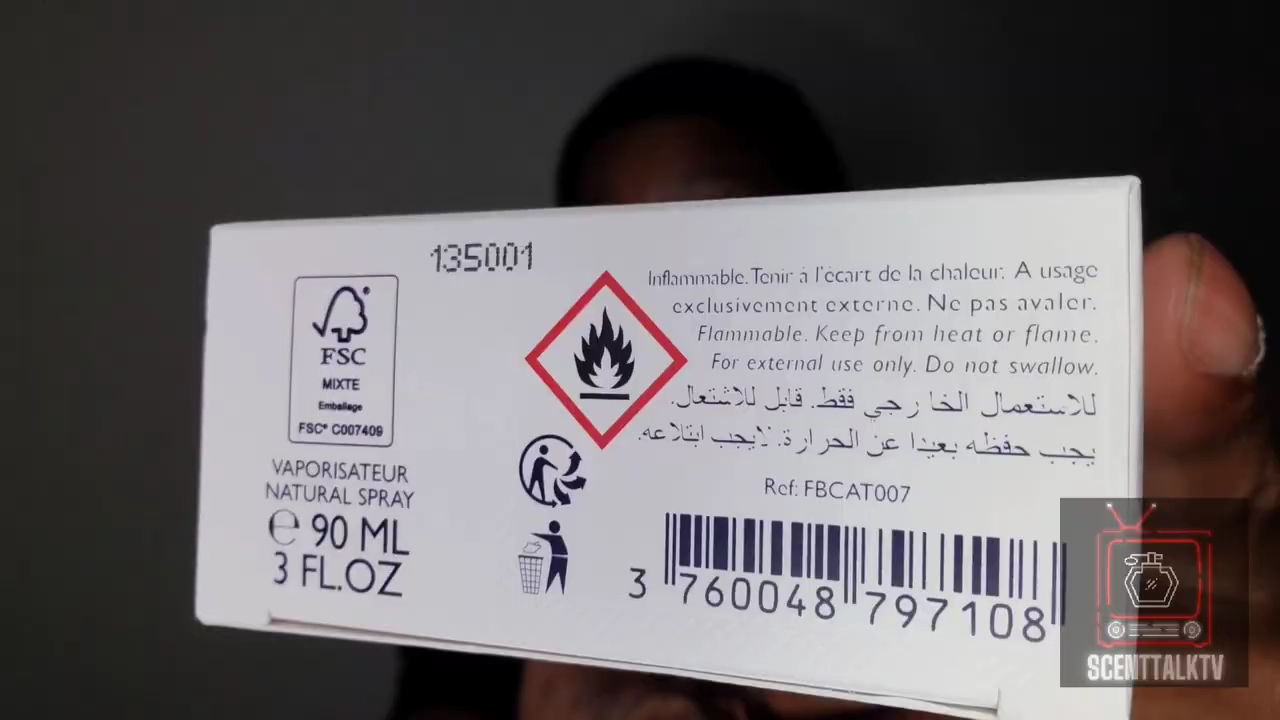 135001
FSC
MIXTE
Emballage
FSC® C007409
VAPORISATEUR
NATURAL SPRAY
℮ 90 ML
3 FL.OZ
Inflammable. Tenir à l'écart de la chaleur. A usage
exclusivement externe. Ne pas avaler.
Flammable. Keep from heat or flame.
For external use only. Do not swallow.
للاستعمال الخارجي فقط. قابل للاشتعال.
يجب حفظه بعيدا عن الحرارة. لايجب ابتلاعه.
Ref: FBCAT007
3 760048 797108
SCENTTALKTV